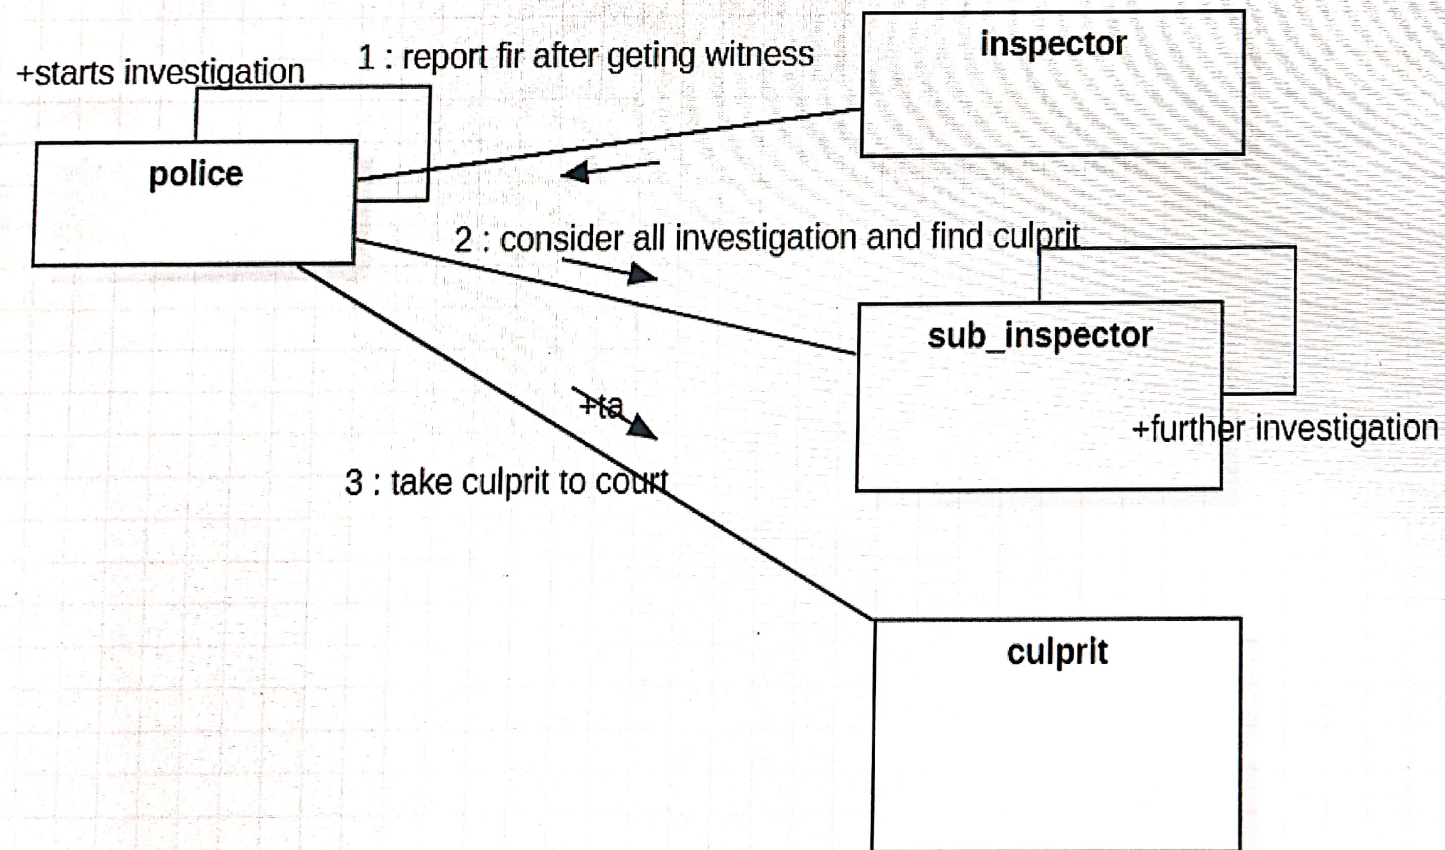 1 : report fir after geting witness
inspector
+starts investigation
police
2 : consider all investigation and find culprit
sub_inspector
+ta
+further investigation
3 : take culprit to court
culprit